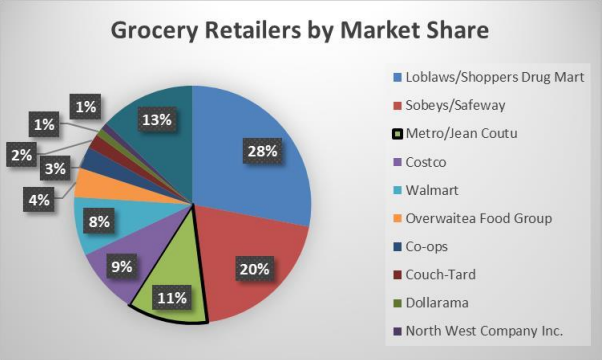 Grocery Retailers by Market Share
28%
20%
11%
9%
8%
4%
3%
2%
1%
1%
13%
Loblaws/Shoppers Drug Mart
Sobeys/Safeway
Metro/Jean Coutu
Costco
Walmart
Overwaitea Food Group
Co-ops
Couch-Tard
Dollarama
North West Company Inc.